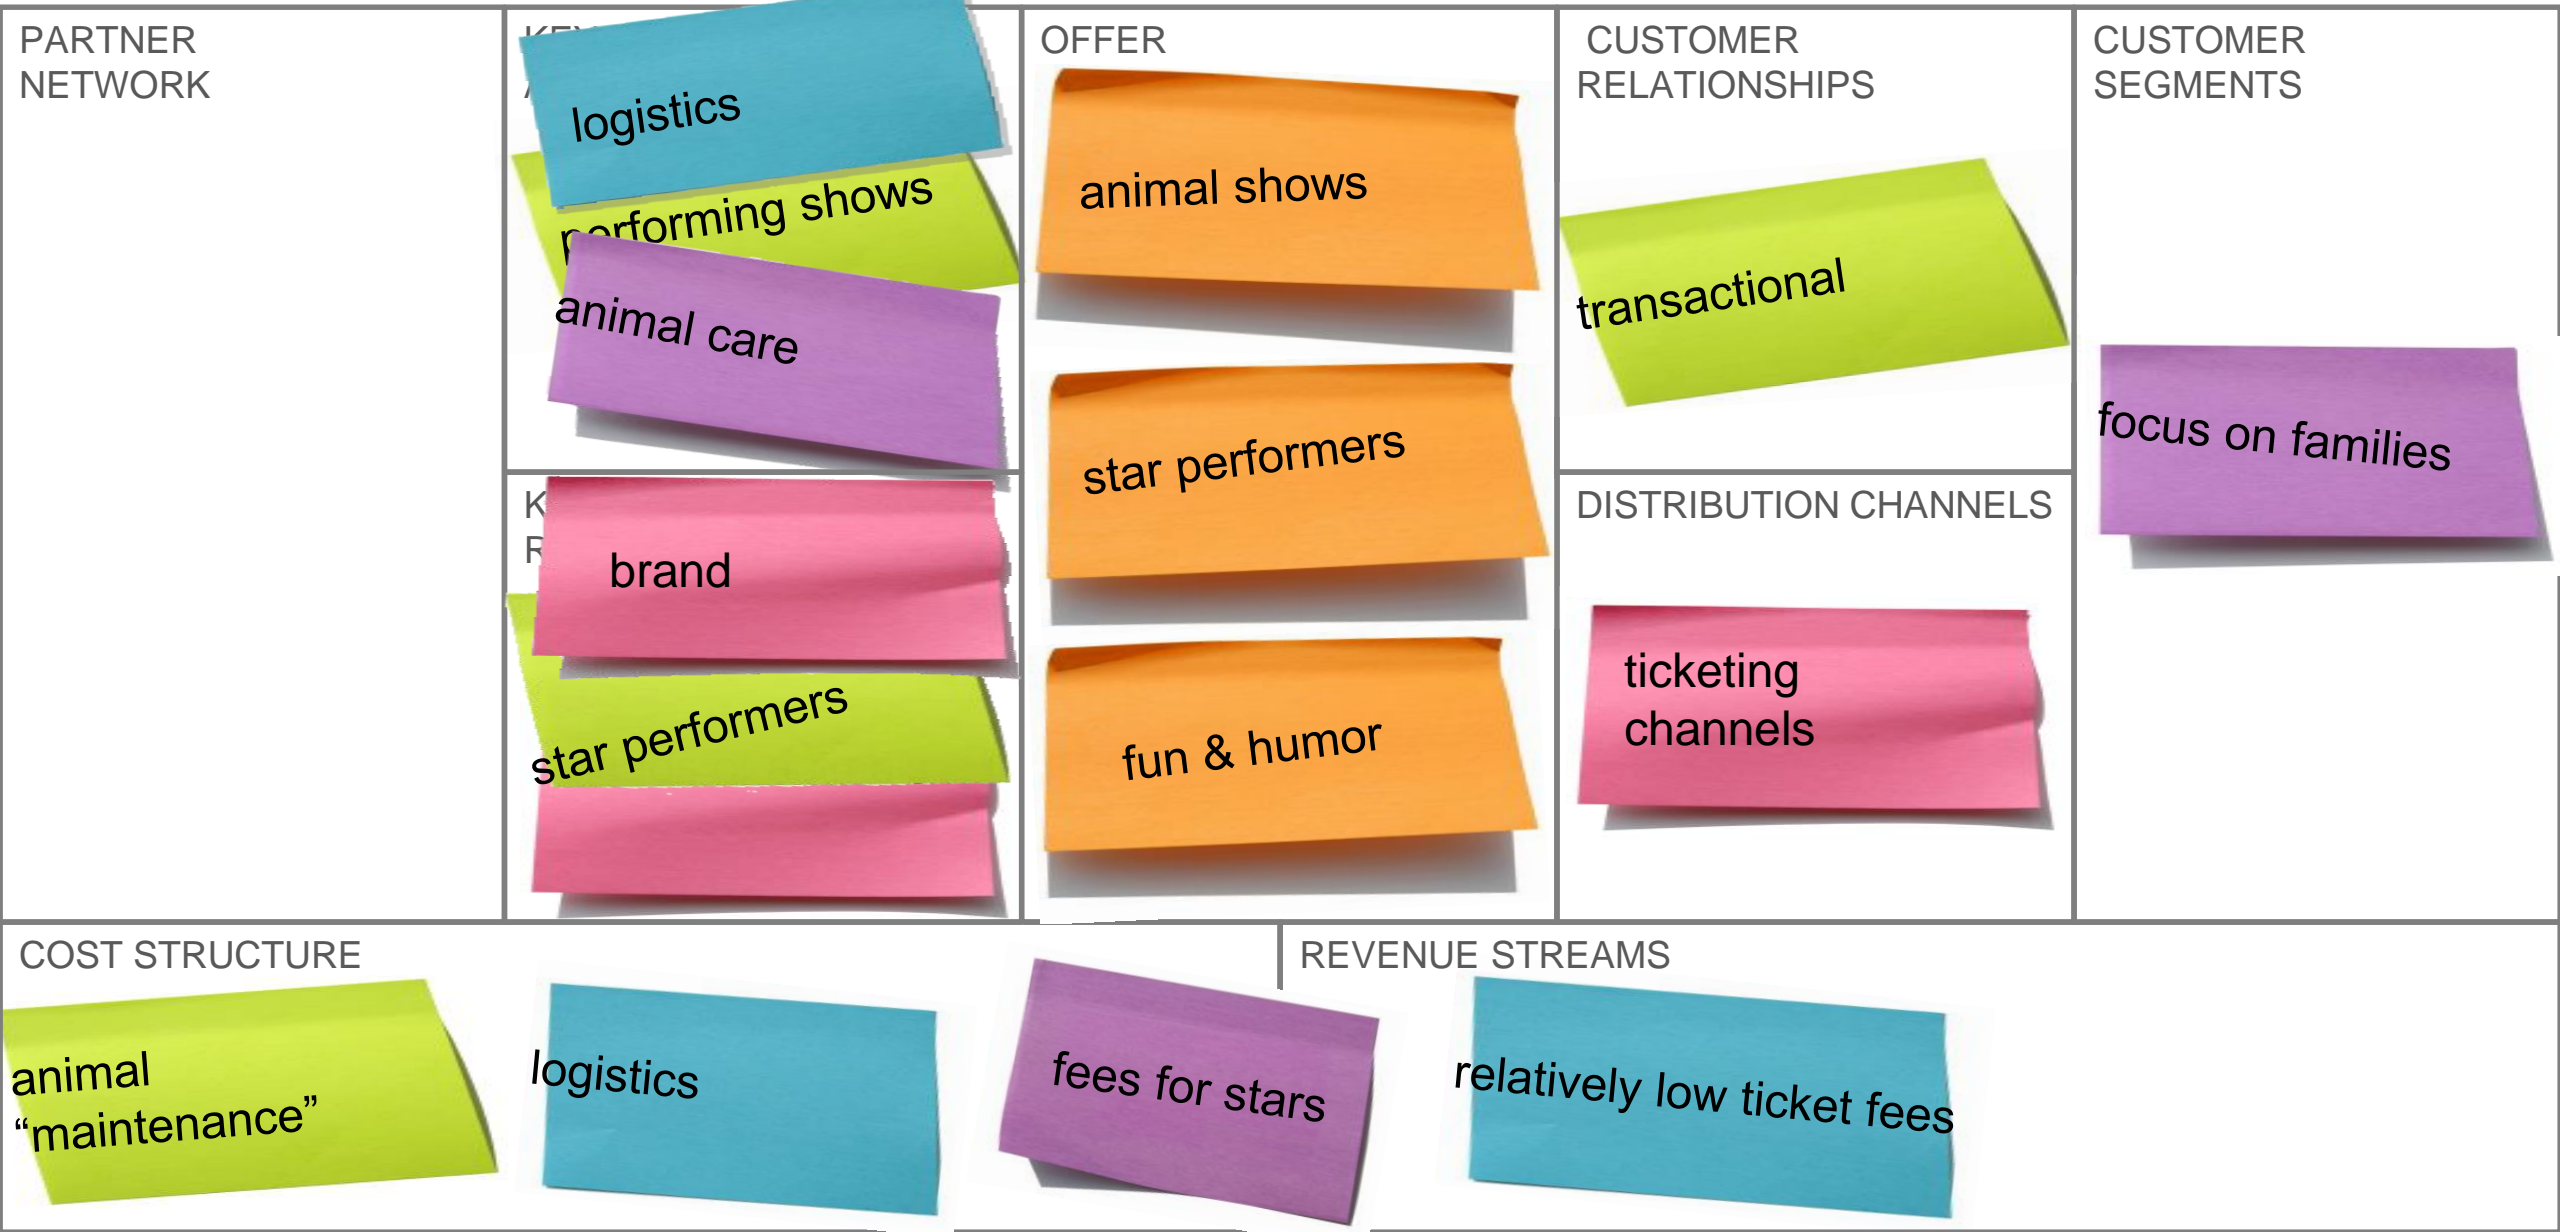 PARTNER
NETWORK
logistics
performing shows
animal care
brand
star performers
OFFER
animal shows
star performers
fun & humor
CUSTOMER
RELATIONSHIPS
transactional
DISTRIBUTION CHANNELS
ticketing
channels
CUSTOMER
SEGMENTS
focus on families
COST STRUCTURE
animal
“maintenance”
logistics
fees for stars
REVENUE STREAMS
relatively low ticket fees